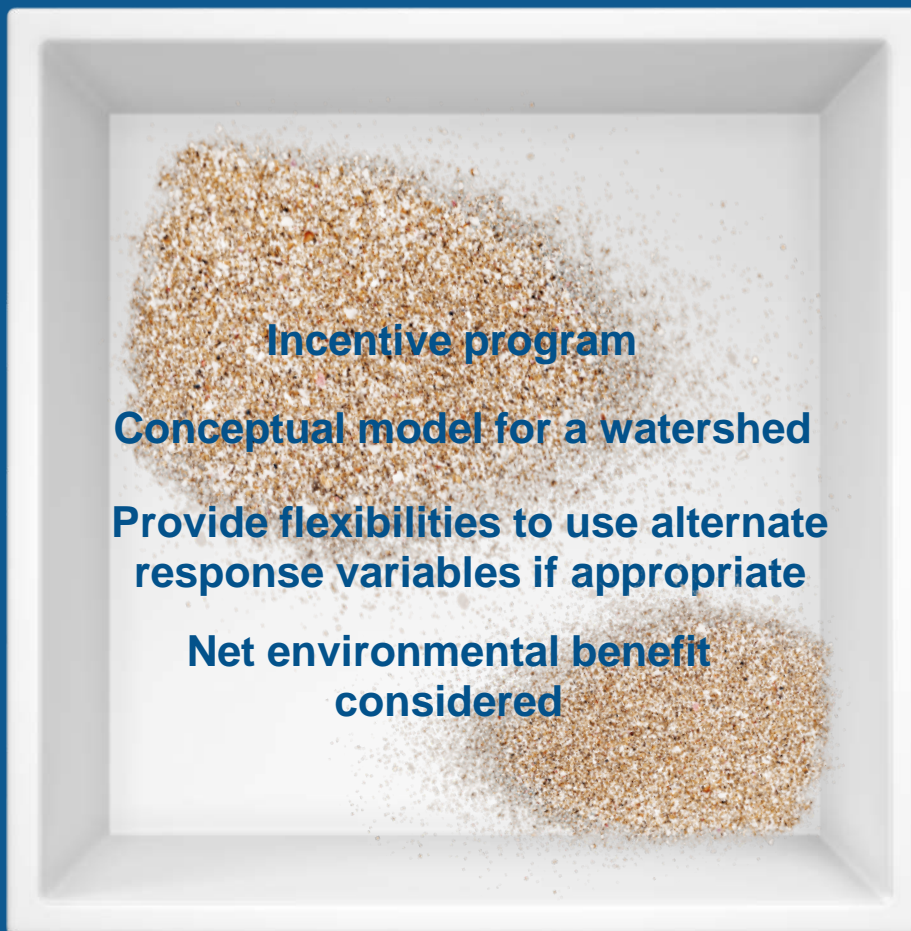 Incentive program
Conceptual model for a watershed
Provide flexibilities to use alternate
response variables if appropriate
Net environmental benefit
considered